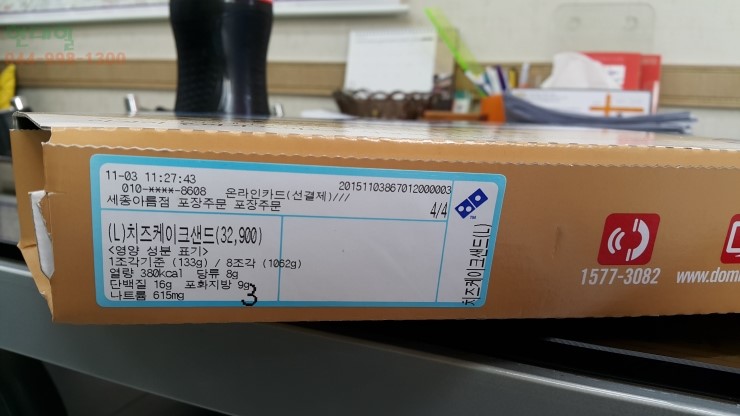 044-998-1300
11-03 11:27:43
20151103867012000003
010-****-8608 온라인카드(선결제)///
세종아름점 포장주문 포장주문
4/4
(L)치즈케이크샌드(32,900)
<영양 성분 표기>
1조각기준 (133g) / 8조각 (1062g)
열량 380kcal 당류 8g
단백질 16g 포화지방 9g
나트륨 615mg
3
치즈케이크샌드(L)
TM
1577-3082
www.dom